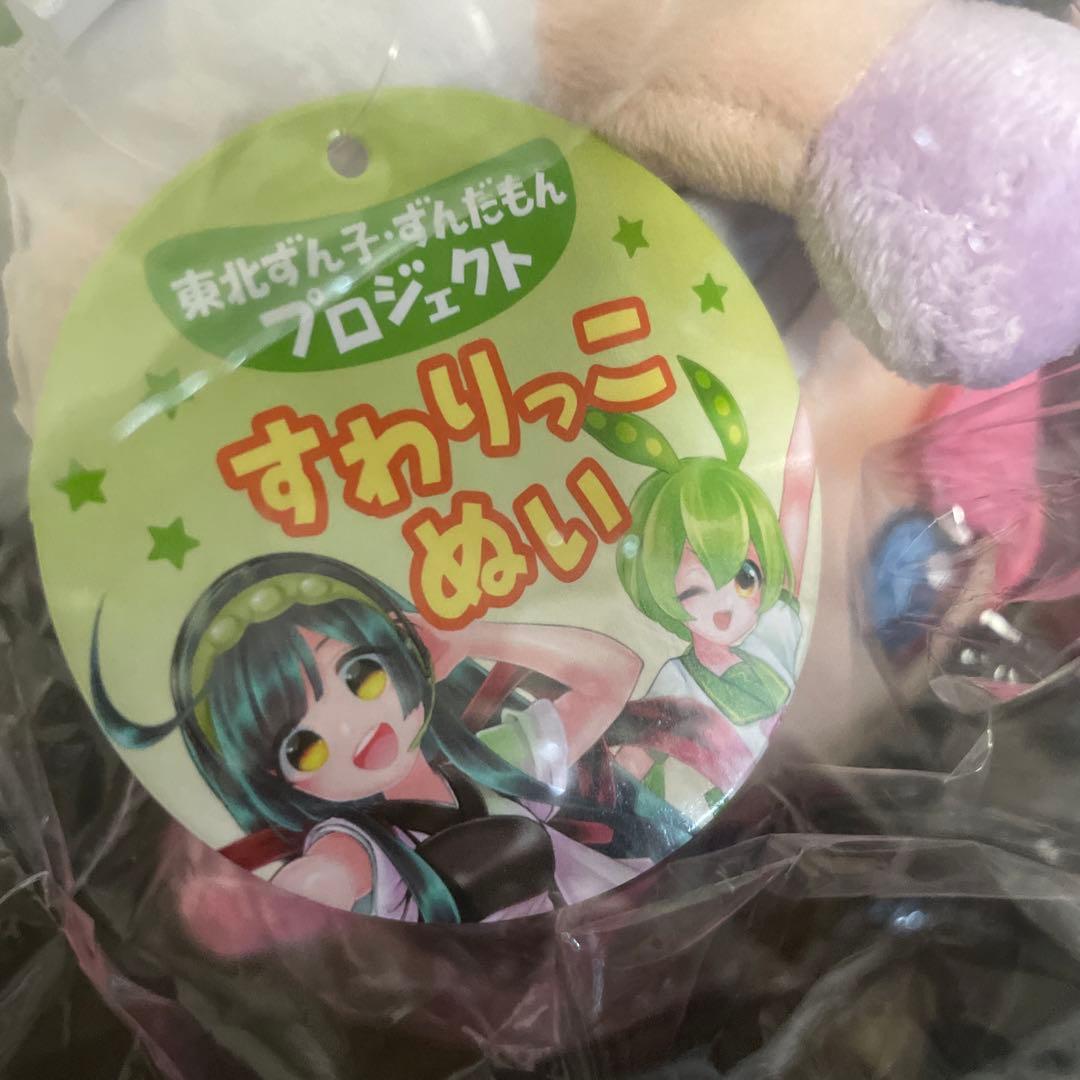 東北ずん子・ずんだもん
プロジェクト
すわりっこ
ぬい